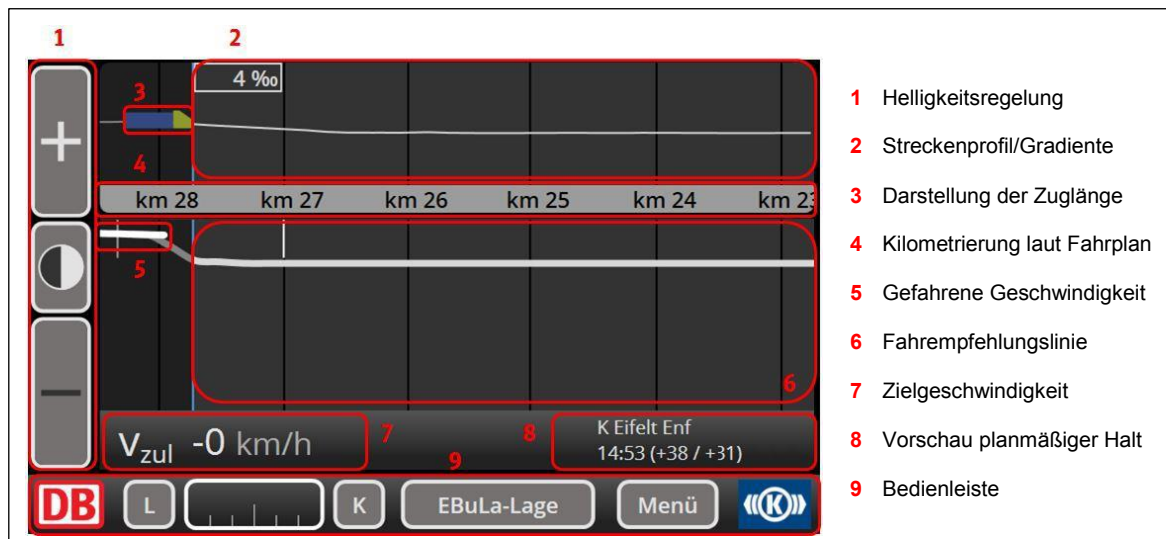 1
2
4 ‰
3
4
km 28 km 27 km 26 km 25 km 24 km 23
5
6
Vzul -0 km/h
7
8
K Eifelt Enf
14:53 (+38 / +31)
9
DB L K EBuLa-Lage Menü ((K))
1 Helligkeitsregelung
2 Streckenprofil/Gradiente
3 Darstellung der Zuglänge
4 Kilometrierung laut Fahrplan
5 Gefahrene Geschwindigkeit
6 Fahrempfehlungslinie
7 Zielgeschwindigkeit
8 Vorschau planmäßiger Halt
9 Bedienleiste